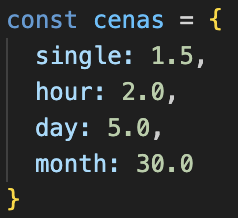 const cenas = {
  single: 1.5,
  hour: 2.0,
  day: 5.0,
  month: 30.0
}